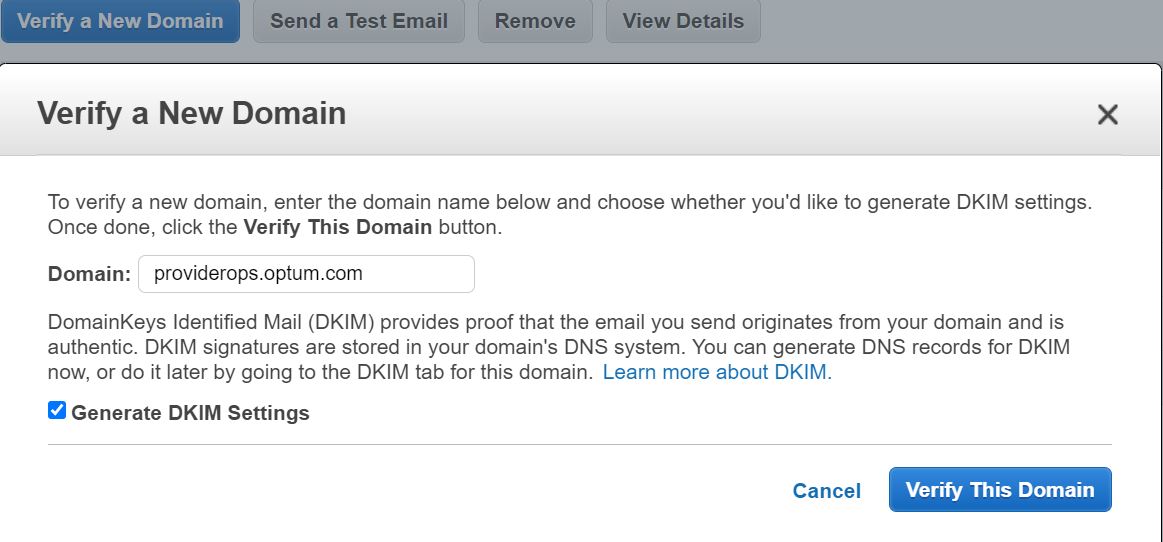 Verify a New Domain Send a Test Email Remove View Details
Verify a New Domain
To verify a new domain, enter the domain name below and choose whether you'd like to generate DKIM settings.
Once done, click the Verify This Domain button.
Domain: providerops.optum.com
DomainKeys Identified Mail (DKIM) provides proof that the email you send originates from your domain and is
authentic. DKIM signatures are stored in your domain's DNS system. You can generate DNS records for DKIM
now, or do it later by going to the DKIM tab for this domain. Learn more about DKIM.
Generate DKIM Settings
Cancel Verify This Domain